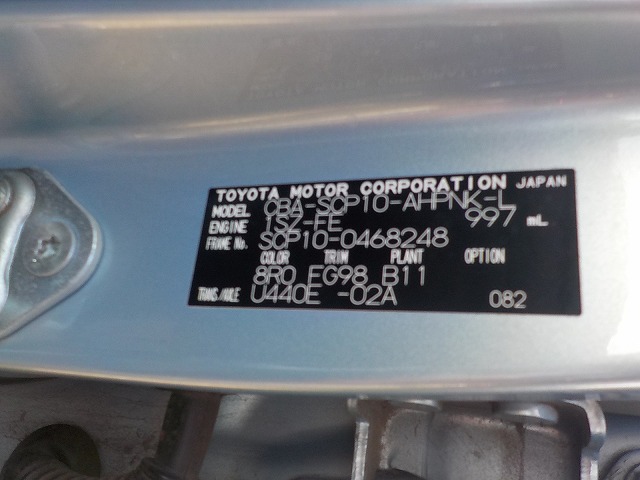 TOYOTA MOTOR CORPORATION JAPAN
MODEL CBA-SCP10-AHPNK-L
ENGINE 1SZ-FE 997 mL
FRAME No. SCP10-0468248
COLOR TRIM PLANT OPTION
8R0 FG98 B11
TRANS/AXLE U440E -02A 082